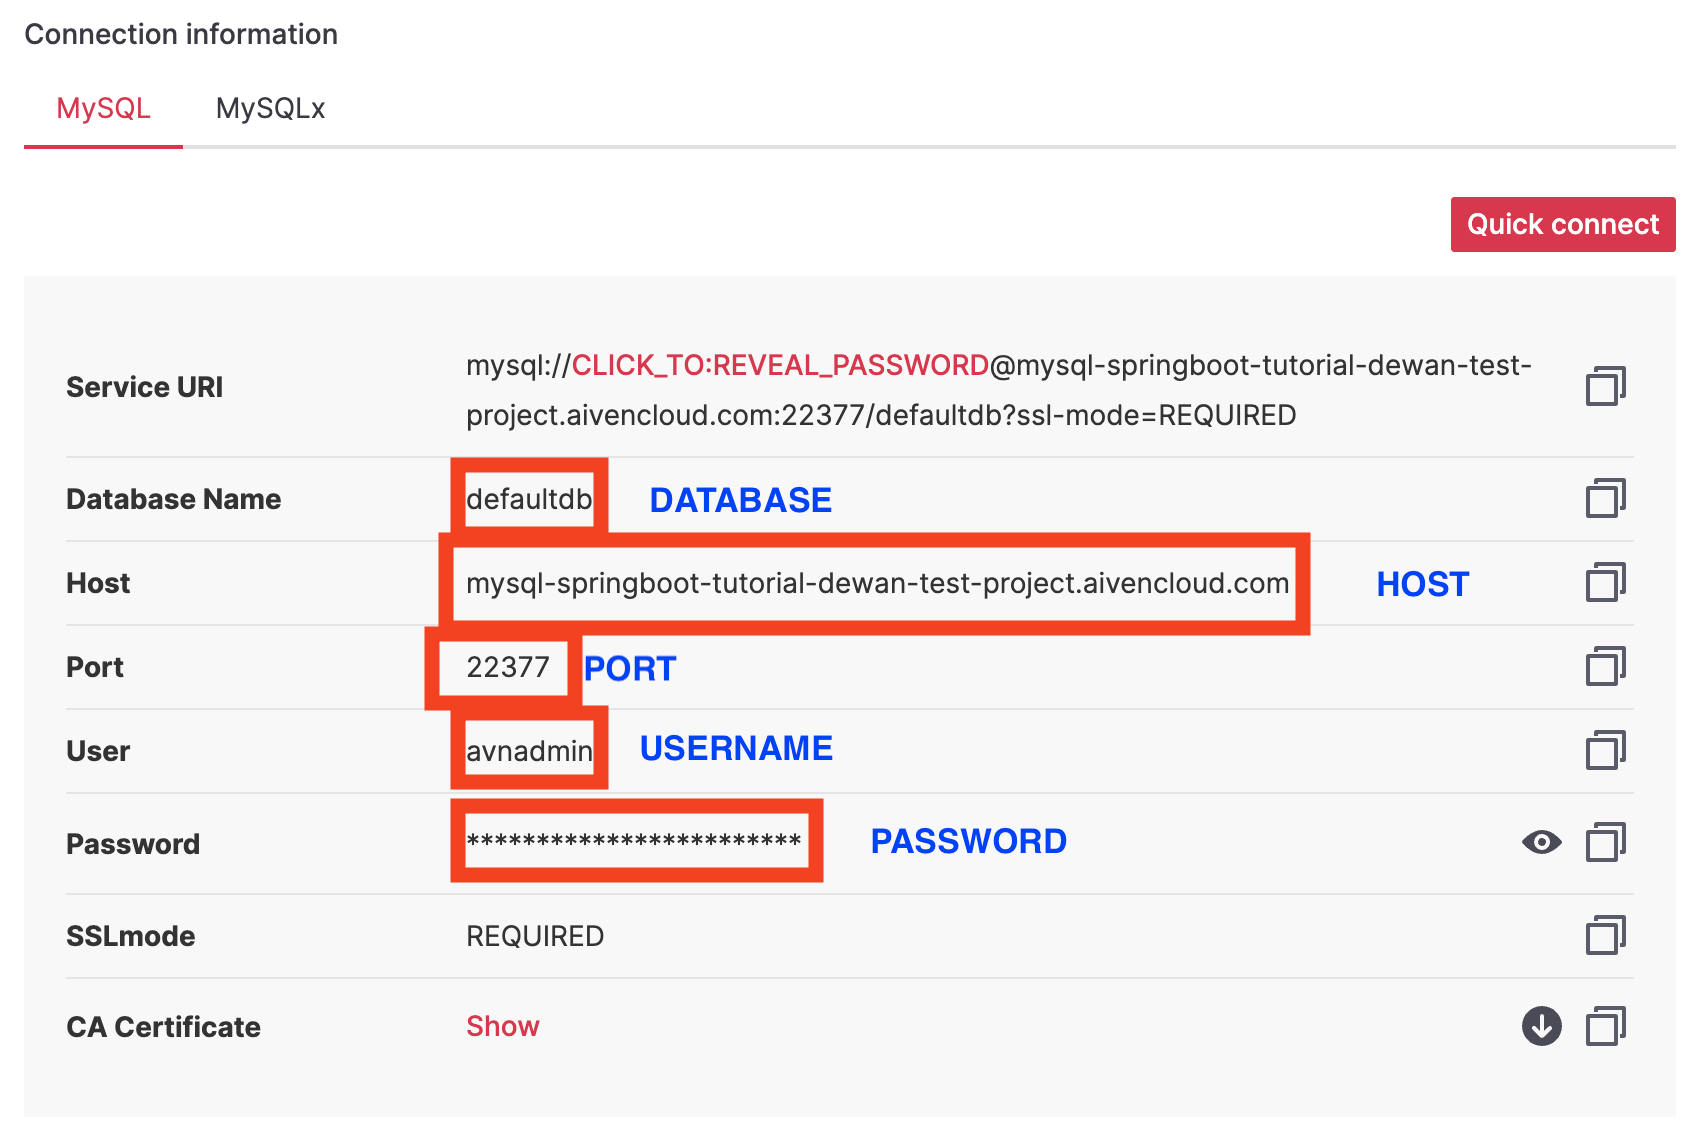 Connection information
MySQL MySQLx
Quick connect
Service URI mysql://CLICK_TO:REVEAL_PASSWORD@mysql-springboot-tutorial-dewan-test-
project.aivencloud.com:22377/defaultdb?ssl-mode=REQUIRED
Database Name defaultdb DATABASE
Host mysql-springboot-tutorial-dewan-test-project.aivencloud.com HOST
Port 22377 PORT
User avnadmin USERNAME
Password ************************ PASSWORD
SSLmode REQUIRED
CA Certificate Show